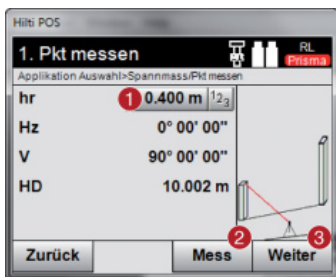 Hilti POS
1. Pkt messen
RL
Prisma
Applikation Auswahl>Spannmass/Pkt messen
hr 1 0.400 m 123
Hz 0° 00' 00"
V 90° 00' 00"
HD 10.002 m
2 3
Zurück Mess Weiter